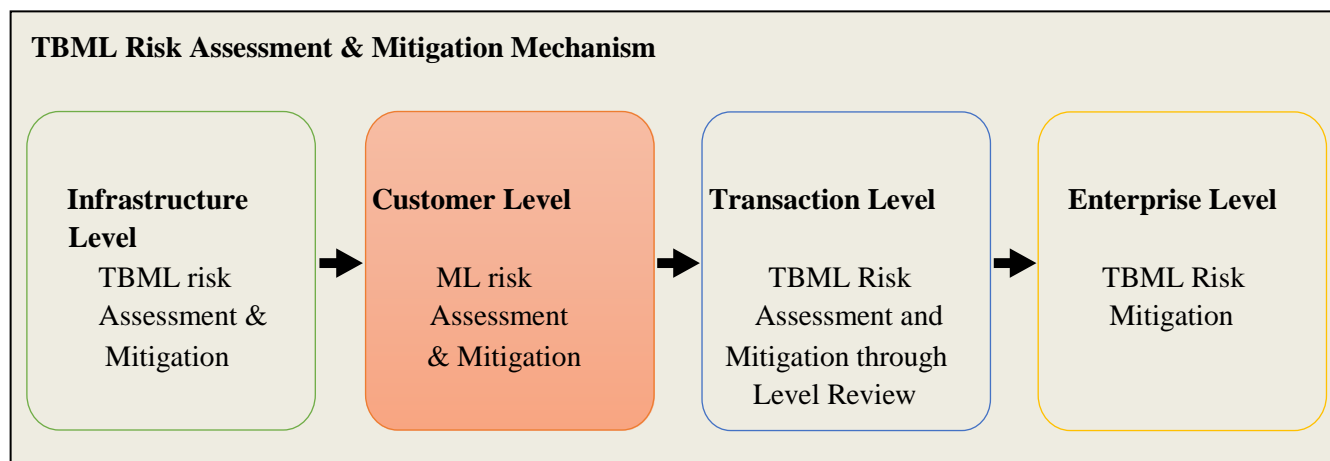 TBML Risk Assessment & Mitigation Mechanism
Infrastructure
Level
TBML risk
Assessment &
Mitigation
Customer Level
ML risk
Assessment
& Mitigation
Transaction Level
TBML Risk
Assessment and
Mitigation through
Level Review
Enterprise Level
TBML Risk
Mitigation